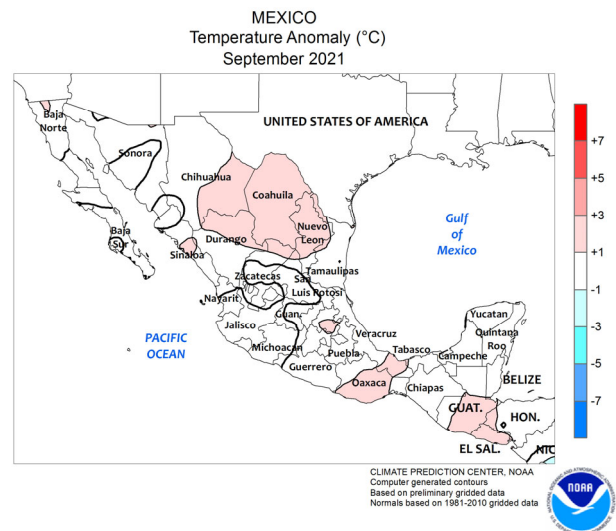 MEXICO
Temperature Anomaly (°C)
September 2021
UNITED STATES OF AMERICA
Baja
Norte
Sonora
Chihuahua
Coahuila
Nuevo
Leon
Durango
Baja
Sur
Sinaloa
Zacatecas
San
Luis Potosi
Tamaulipas
Nayarit
Guan.
Jalisco
Michoacan
Veracruz
Puebla
Guerrero
Oaxaca
Tabasco
Chiapas
Campeche
Yucatan
Quintana
Roo
BELIZE
GUAT.
HON.
EL SAL.
NIC
Gulf
of
Mexico
PACIFIC
OCEAN
+7
+5
+3
+1
-1
-3
-5
-7
CLIMATE PREDICTION CENTER, NOAA
Computer generated contours
Based on preliminary gridded data
Normals based on 1981-2010 gridded data
NOAA